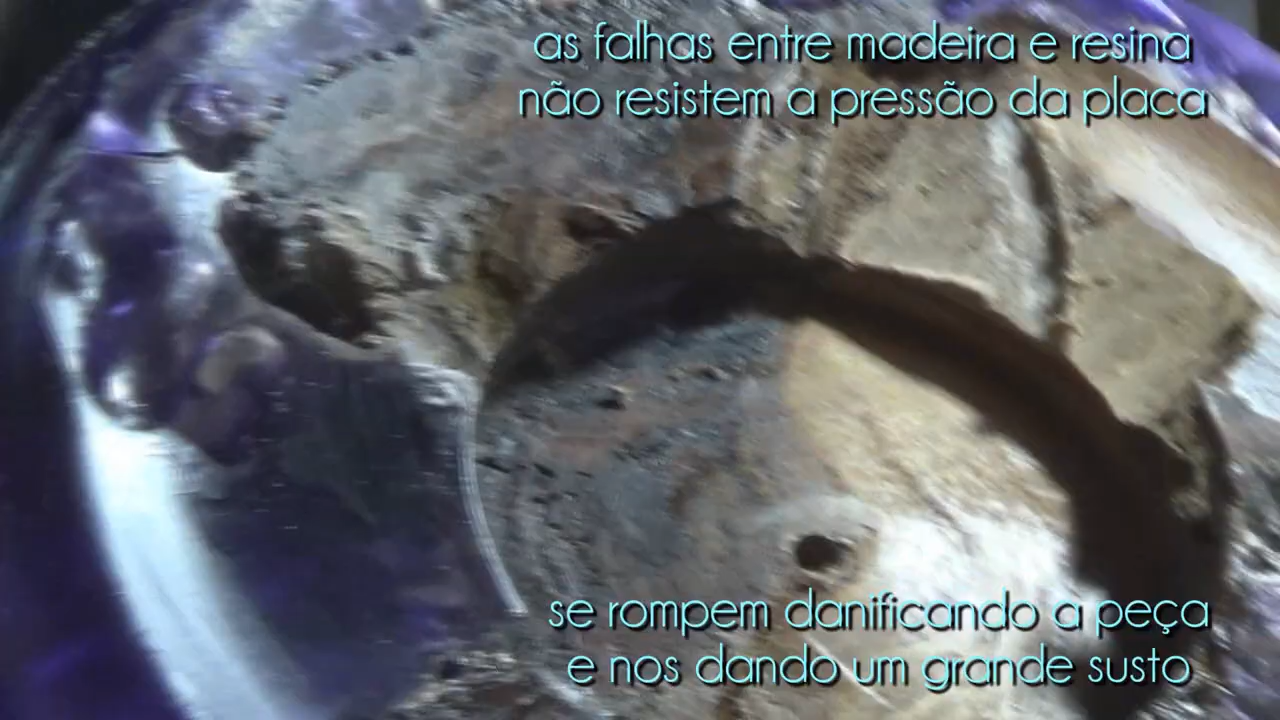 as falhas entre madeira e resina
não resistem a pressão da placa
se rompem danificando a peça
e nos dando um grande susto